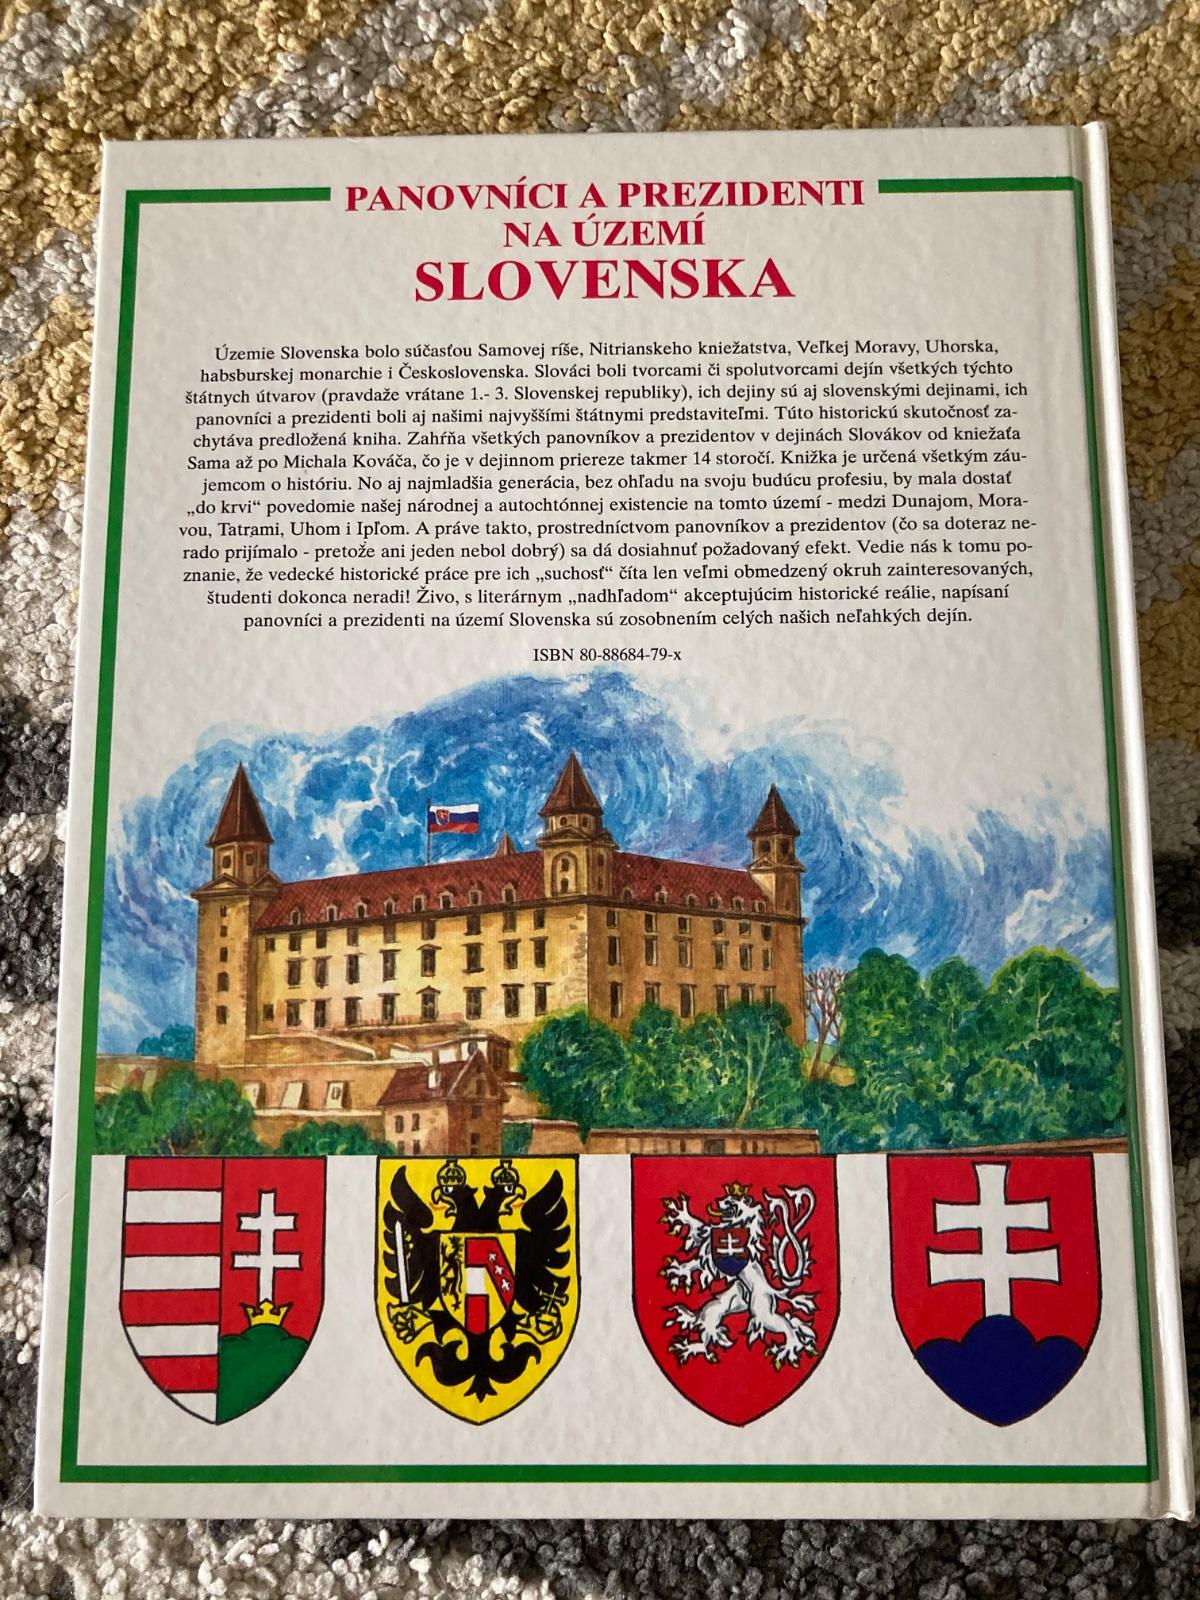 PANOVNÍCI A PREZIDENTI
NA ÚZEMÍ
SLOVENSKA
Územie Slovenska bolo súčasťou Samovej ríše, Nitrianskeho kniežatstva, Veľkej Moravy, Uhorska,
habsburskej monarchie i Československa. Slováci boli tvorcami či spolutvorcami dejín všetkých týchto
štátnych útvarov (pravdaže vrátane 1.- 3. Slovenskej republiky), ich dejiny sú aj slovenskými dejinami, ich
panovníci a prezidenti boli aj našimi najvyššími štátnymi predstaviteľmi. Túto historickú skutočnosť za-
chytáva predložená kniha. Zahŕňa všetkých panovníkov a prezidentov v dejinách Slovákov od kniežaťa
Sama až po Michala Kováča, čo je v dejinnom priereze takmer 14 storočí. Knižka je určená všetkým záu-
jemcom o históriu. No aj najmladšia generácia, bez ohľadu na svoju budúcu profesiu, by mala dostať
„do krvi“ povedomie našej národnej a autochtónnej existencie na tomto území - medzi Dunajom, Mora-
vou, Tatrami, Uhom i Ipľom. A práve takto, prostredníctvom panovníkov a prezidentov (čo sa doteraz ne-
rado prijímalo - pretože ani jeden nebol dobrý) sa dá dosiahnuť požadovaný efekt. Vedie nás k tomu po-
znanie, že vedecké historické práce pre ich „suchosť“ číta len veľmi obmedzený okruh zainteresovaných,
študenti dokonca neradi! Živo, s literárnym „nadhľadom“ akceptujúcim historické reálie, napísaní
panovníci a prezidenti na území Slovenska sú zosobnením celých našich neľahkých dejín.
ISBN 80-88684-79-x